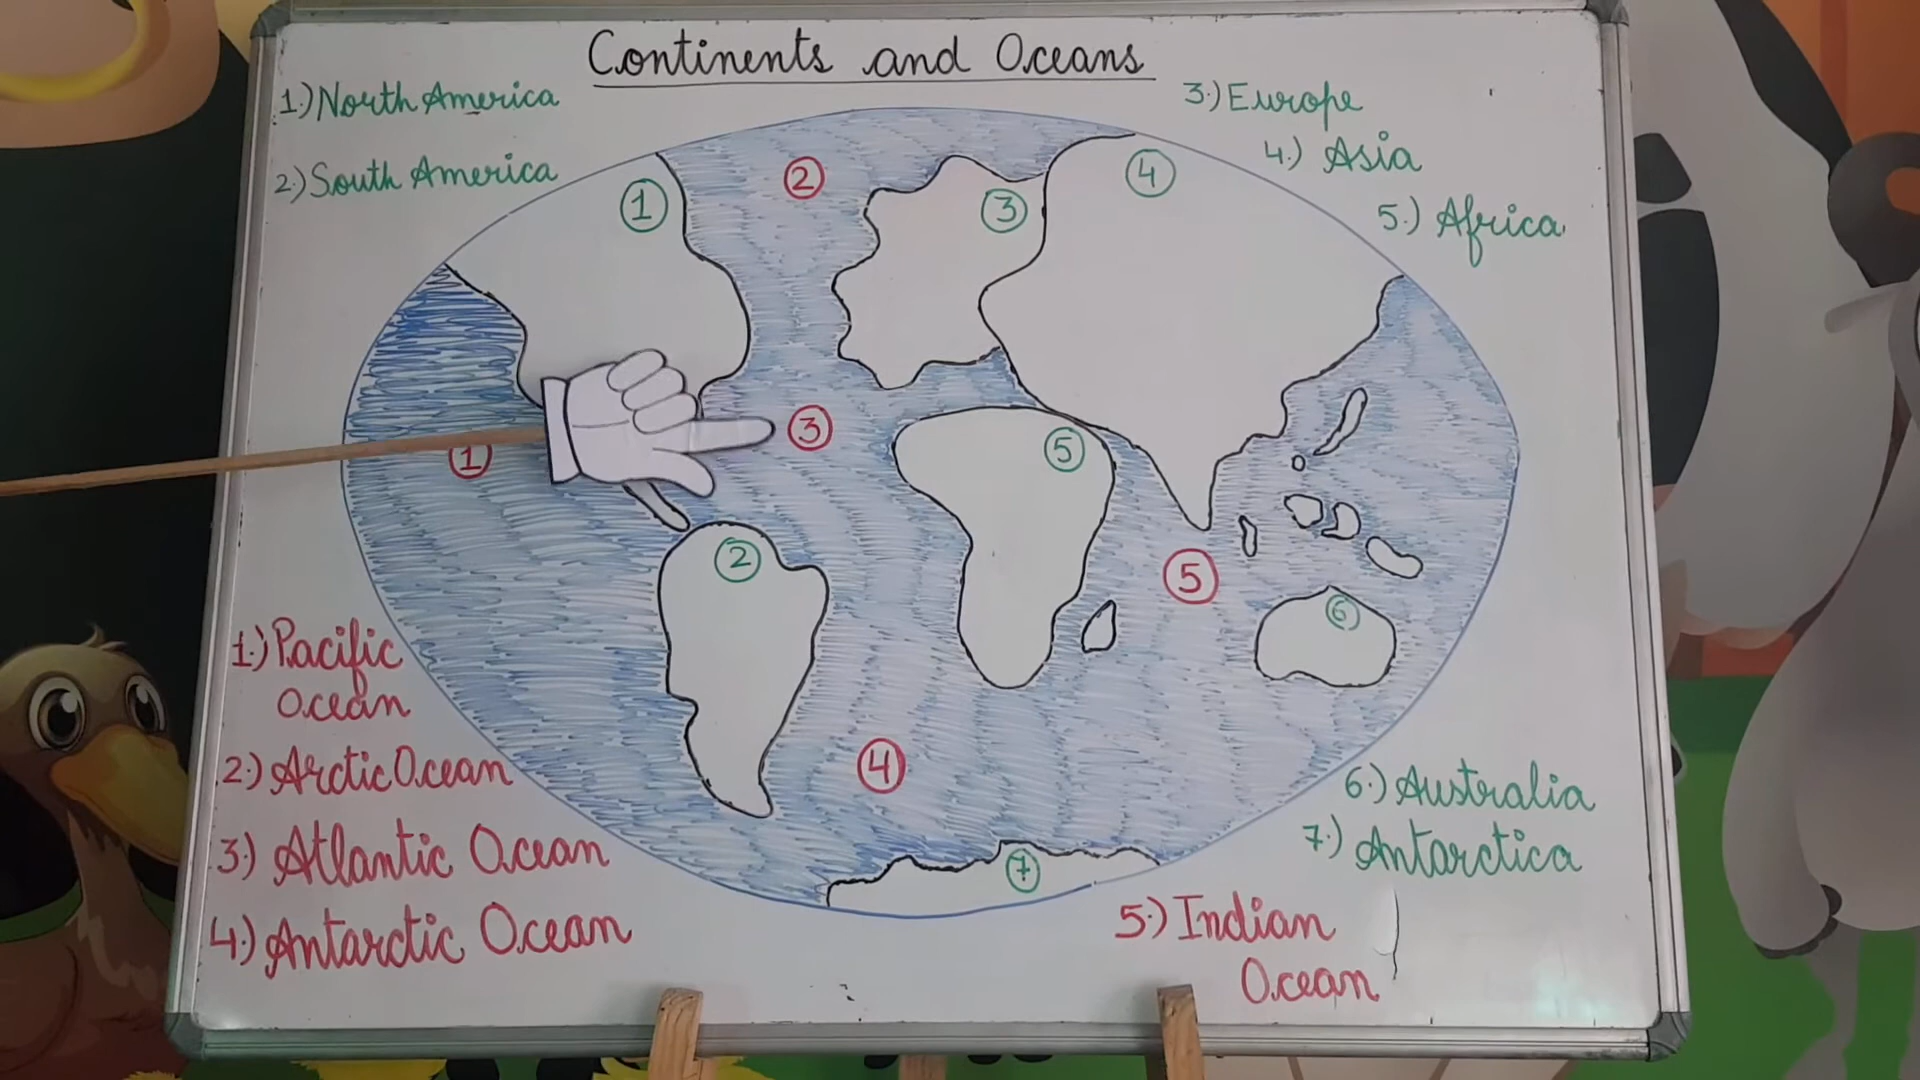 Continents and Oceans
1.) North America
2.) South America
3.) Europe
4.) Asia
5.) Africa
1
2
3
4
2
3
1
5
5
2
6
4
7
1.) Pacific
Ocean
2.) Arctic Ocean
3.) Atlantic Ocean
4.) Antarctic Ocean
6.) Australia
7.) Antarctica
5.) Indian
Ocean